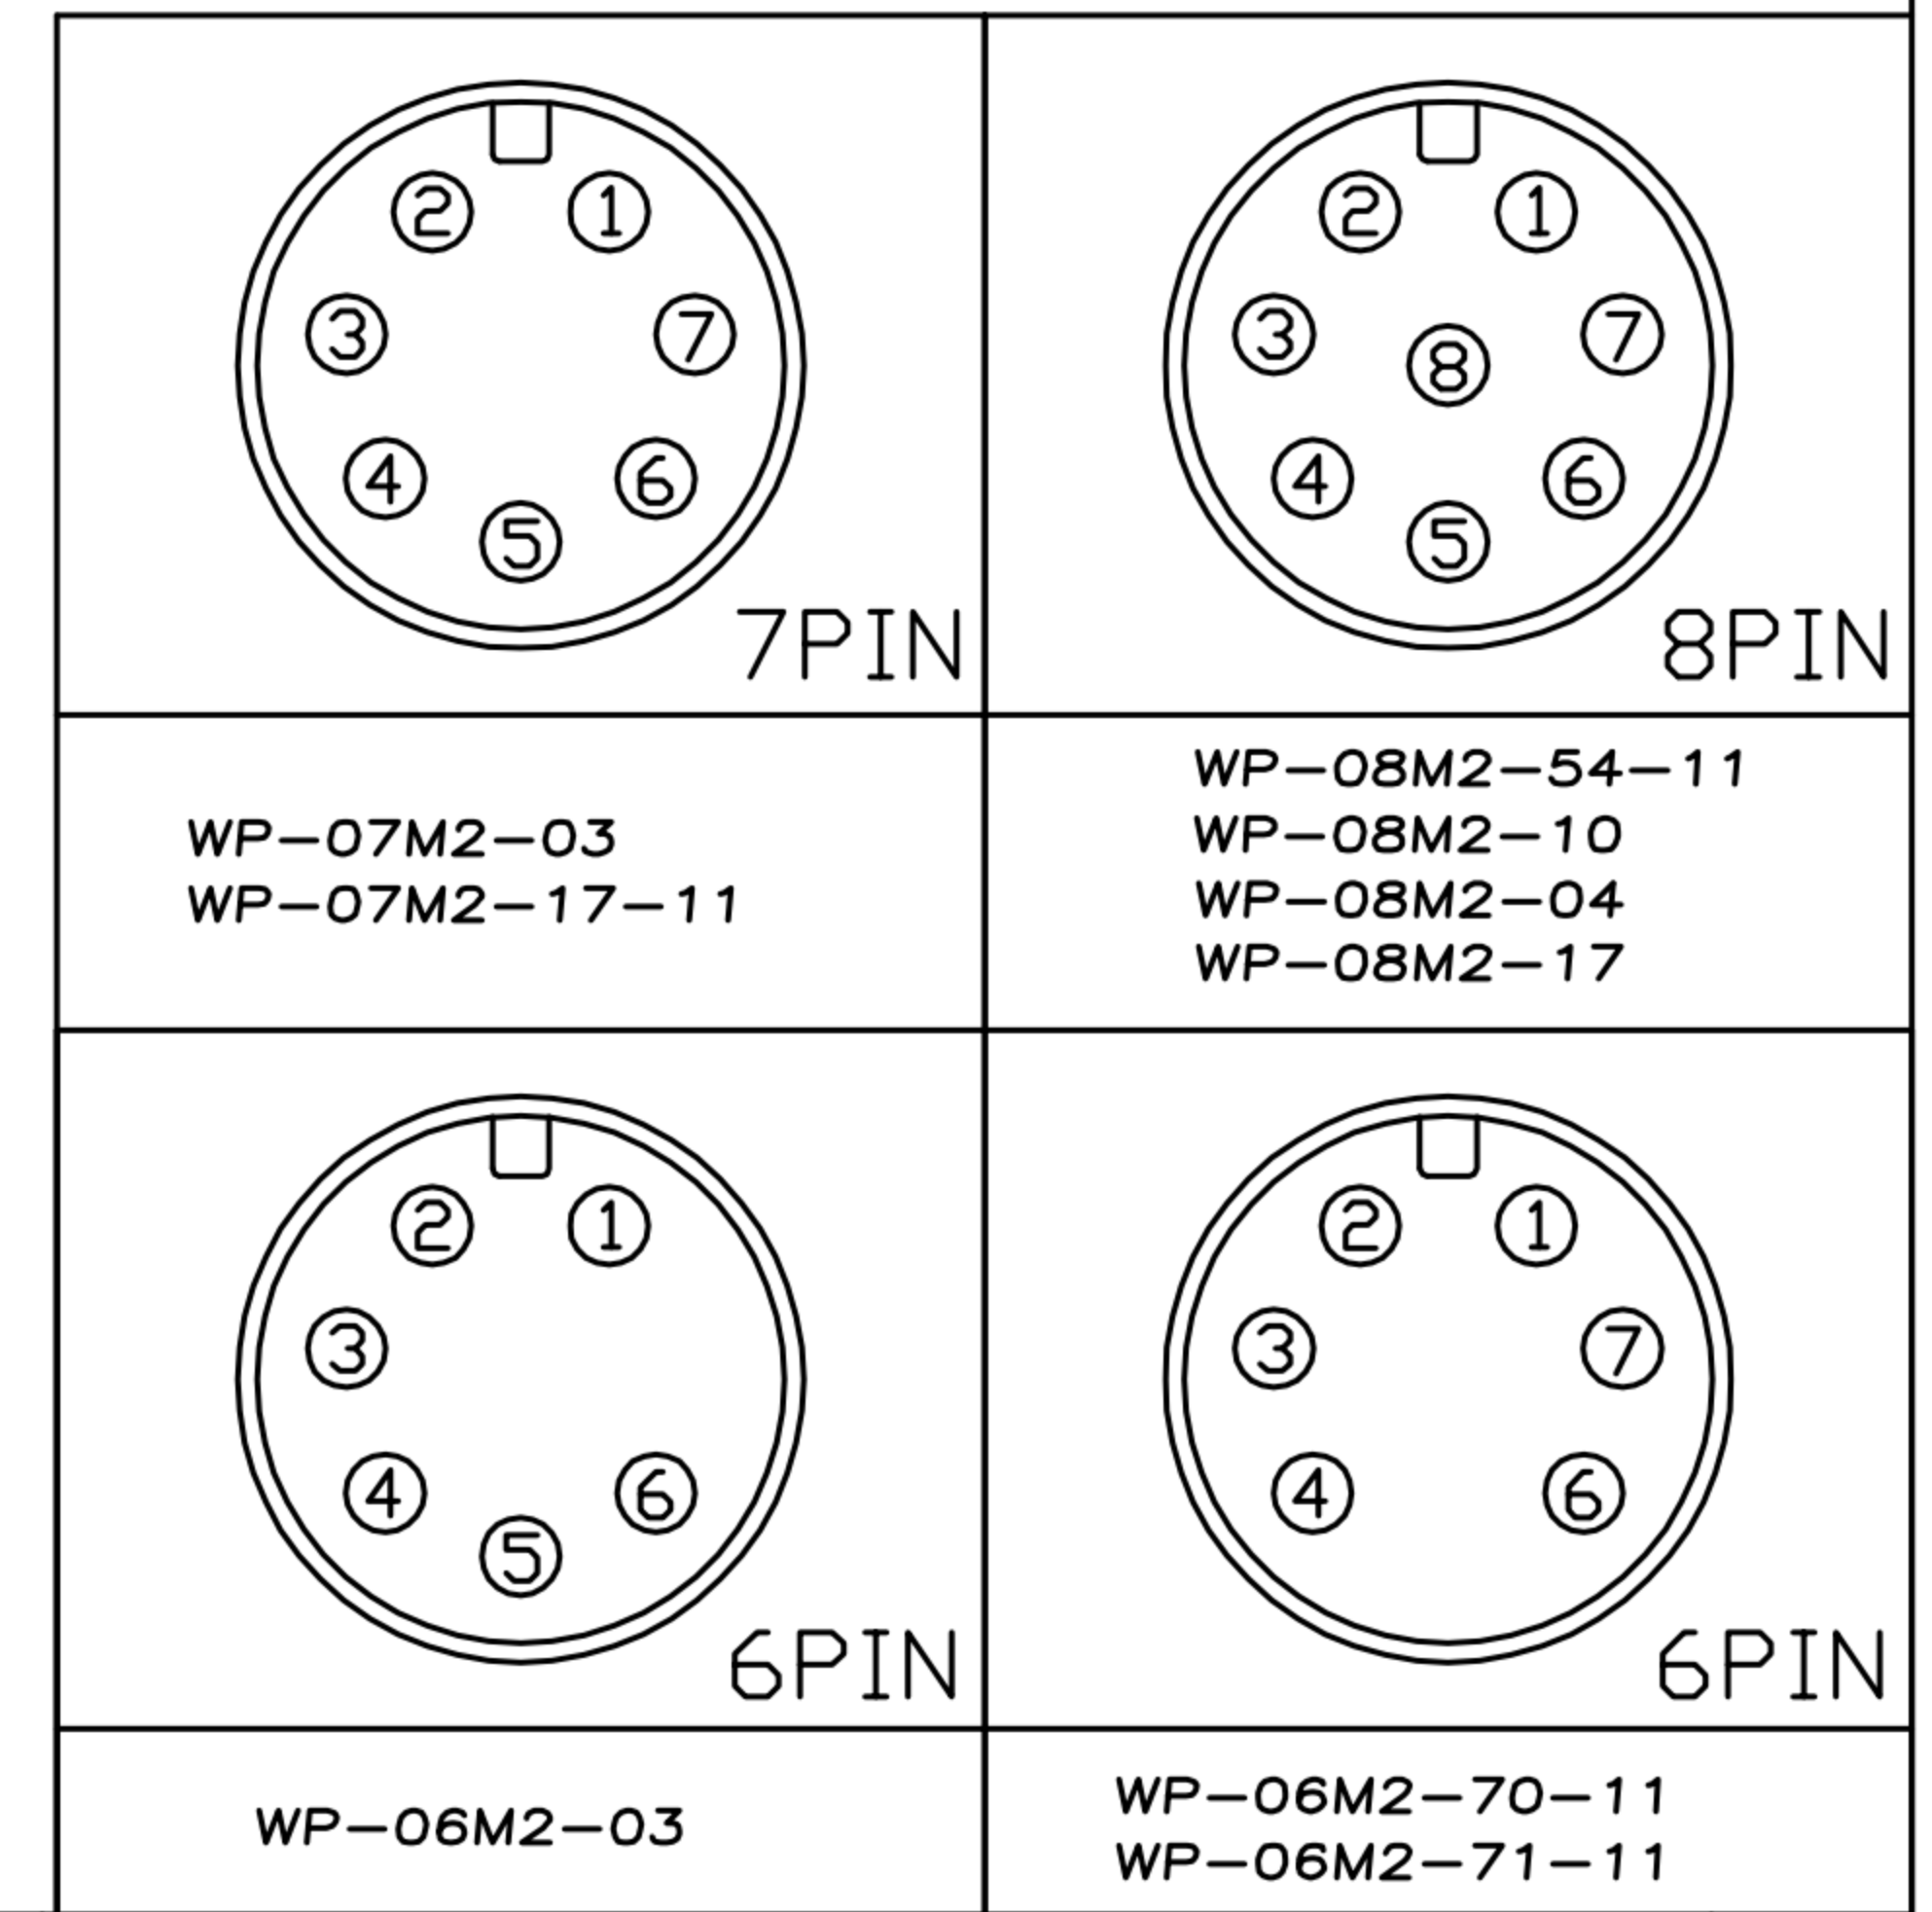 2 1
3 7
4 6
5
7PIN
2 1
3 8 7
4 6
5
8PIN
WP-07M2-03
WP-07M2-17-11
WP-08M2-54-11
WP-08M2-10
WP-08M2-04
WP-08M2-17
2 1
3
4 6
5
6PIN
2 1
3 7
4 6
6PIN
WP-06M2-03
WP-06M2-70-11
WP-06M2-71-11